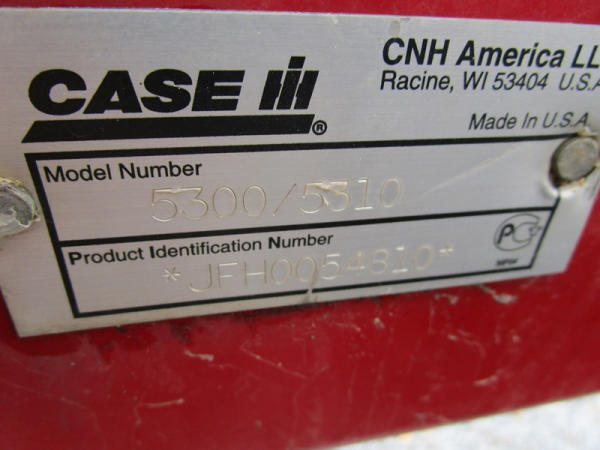 CASE IH ®
CNH America LL
Racine, WI 53404 U.S.A.
Made In U.S.A.
Model Number
5300/5310
Product Identification Number
*JFH0054810*